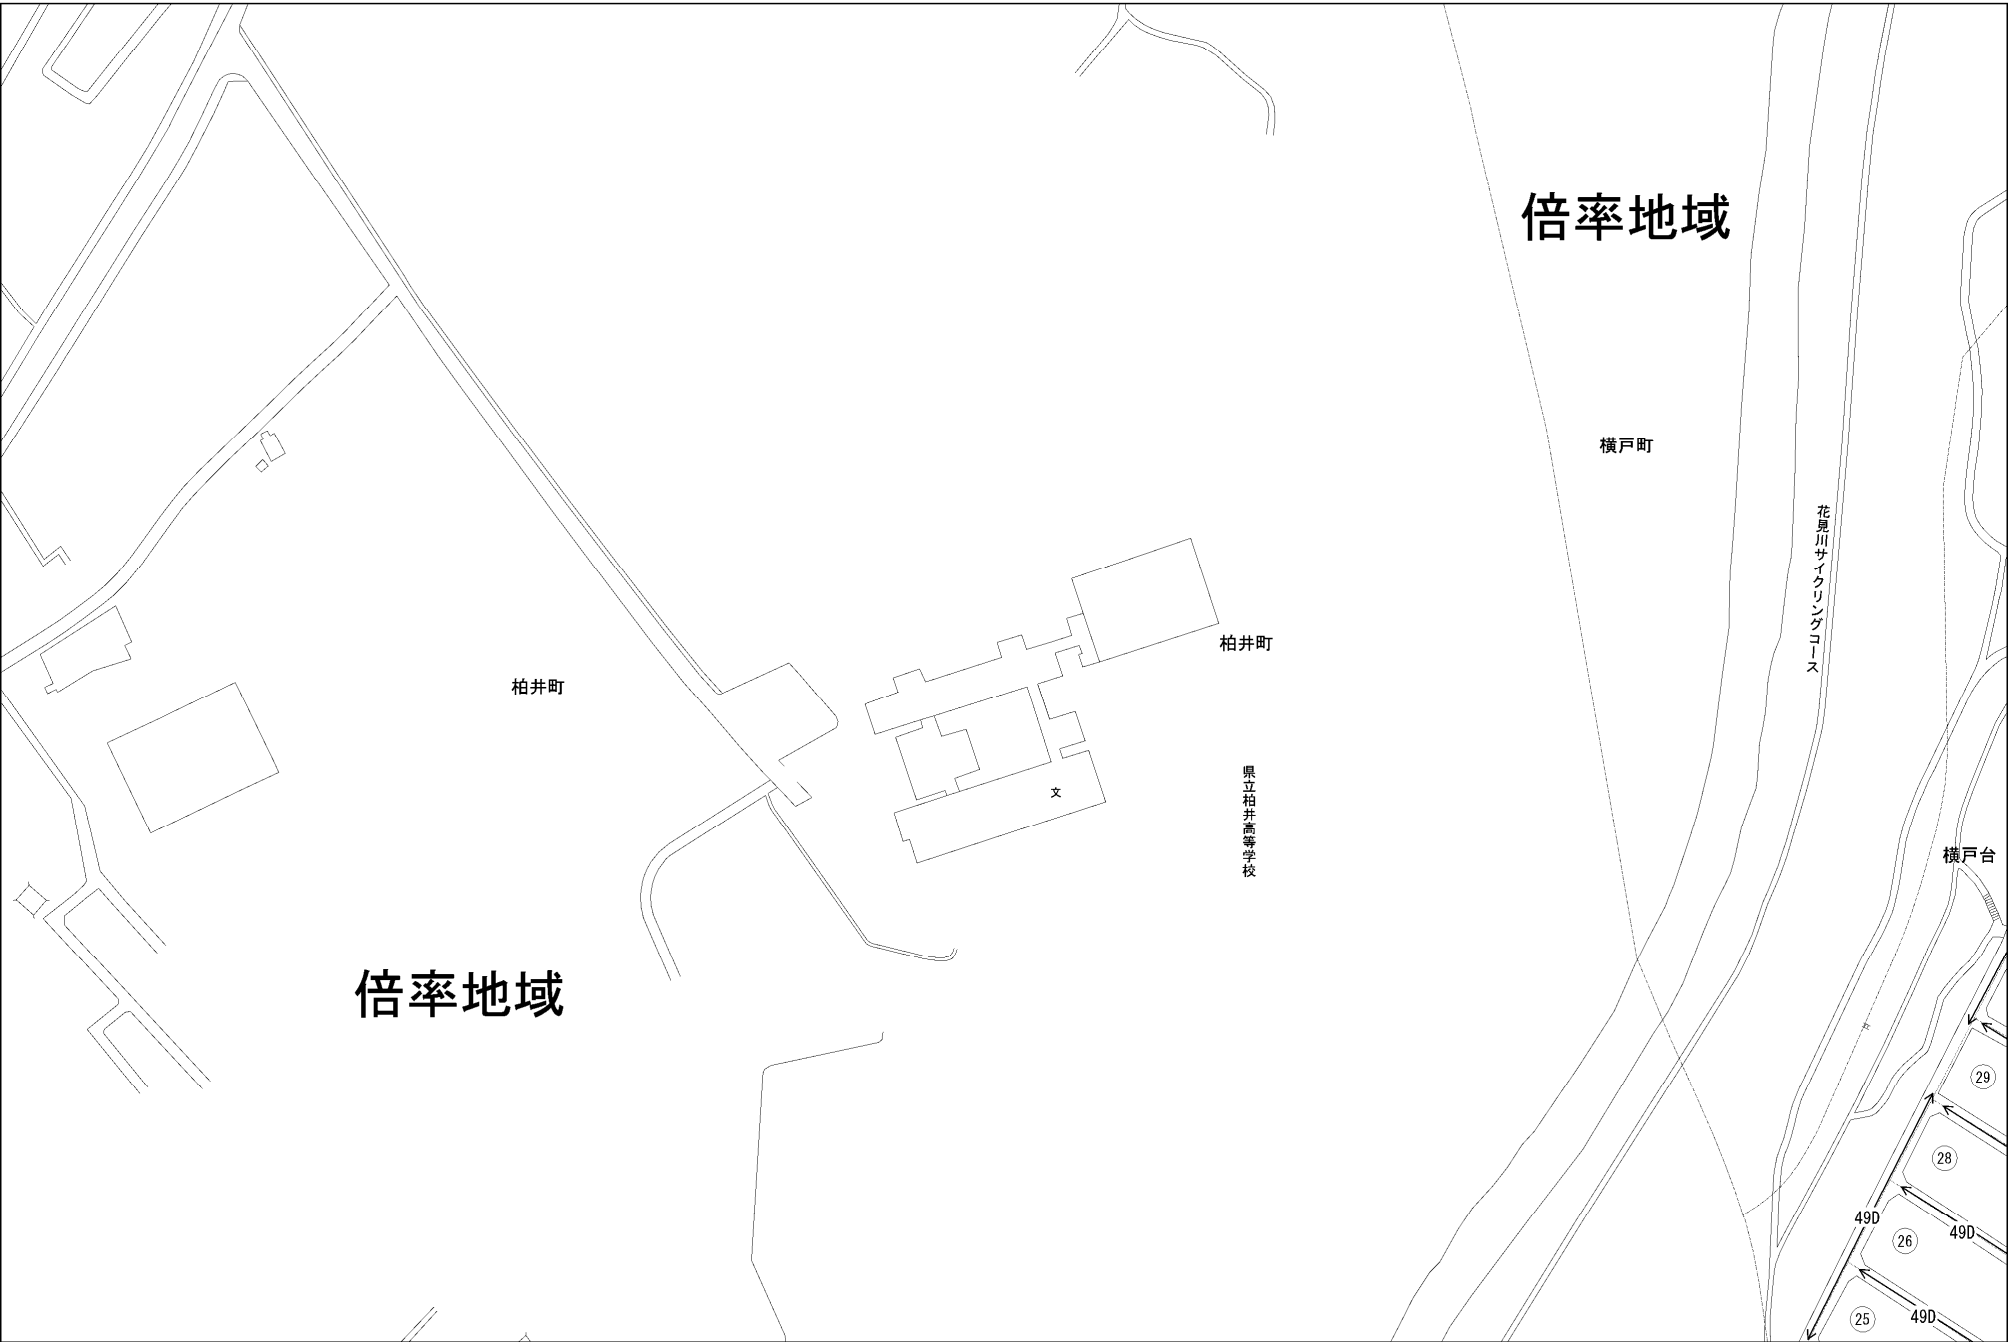 倍率地域
横戸町
花見川サイクリングコース
柏井町
柏井町
県立柏井高等学校
文
横戸台
倍率地域
29
28
49D
49D
26
49D
25